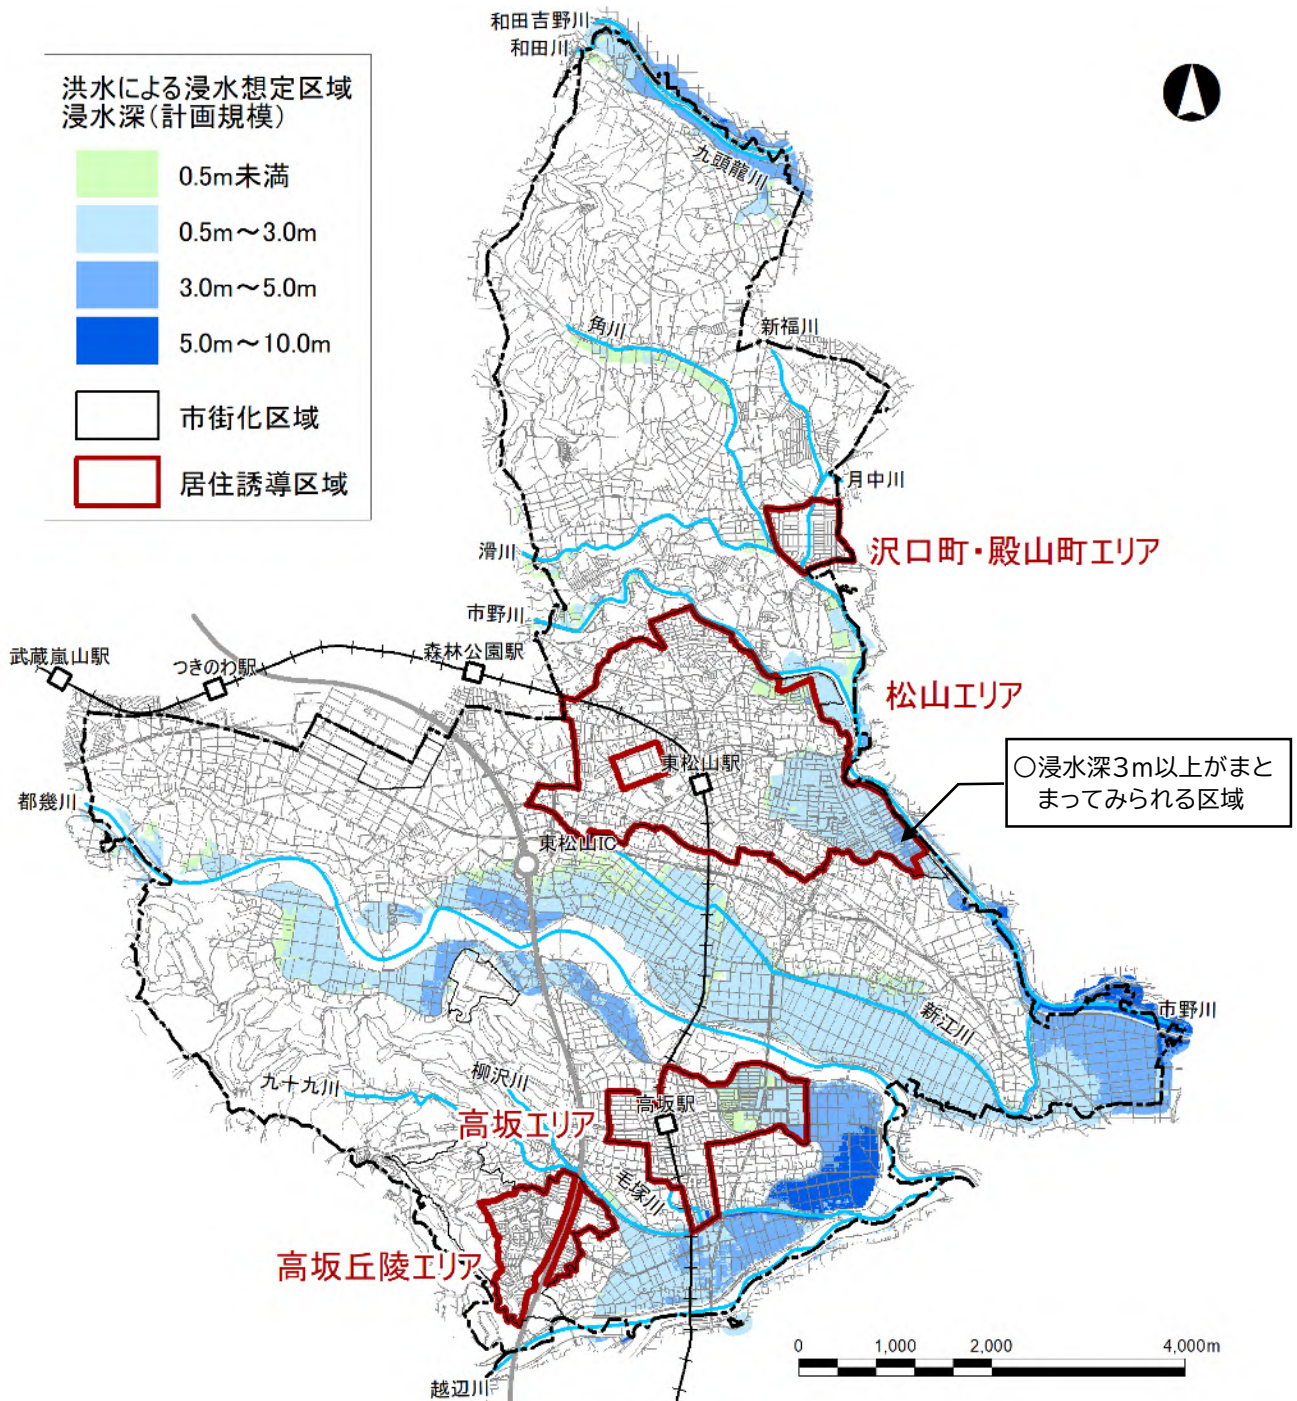 和田吉野川
和田川
洪水による浸水想定区域
浸水深(計画規模)
0.5m未満
0.5m～3.0m
3.0m～5.0m
5.0m～10.0m
市街化区域
居住誘導区域
九頭龍川
角川
新福川
月中川
滑川
沢口町・殿山町エリア
市野川
武蔵嵐山駅
つきのわ駅
森林公園駅
松山エリア
東松山駅
○浸水深3m以上がまと
まってみられる区域
都幾川
東松山IC
新江川
市野川
九十九川
柳沢川
高坂エリア
高坂駅
毛塚川
高坂丘陵エリア
越辺川
0 1,000 2,000 4,000m